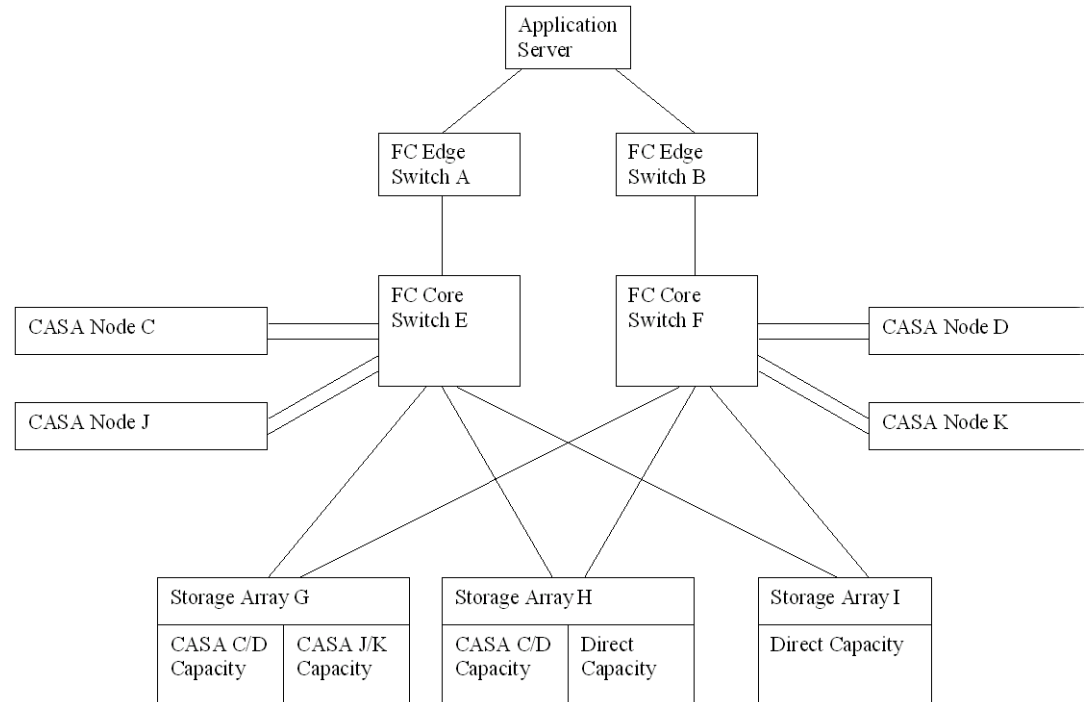 Application
Server
FC Edge
Switch A
FC Edge
Switch B
FC Core
Switch E
FC Core
Switch F
CASA Node C
CASA Node D
CASA Node J
CASA Node K
Storage Array G
Storage Array H
Storage Array I
CASA C/D
Capacity
CASA J/K
Capacity
CASA C/D
Capacity
Direct
Capacity
Direct Capacity